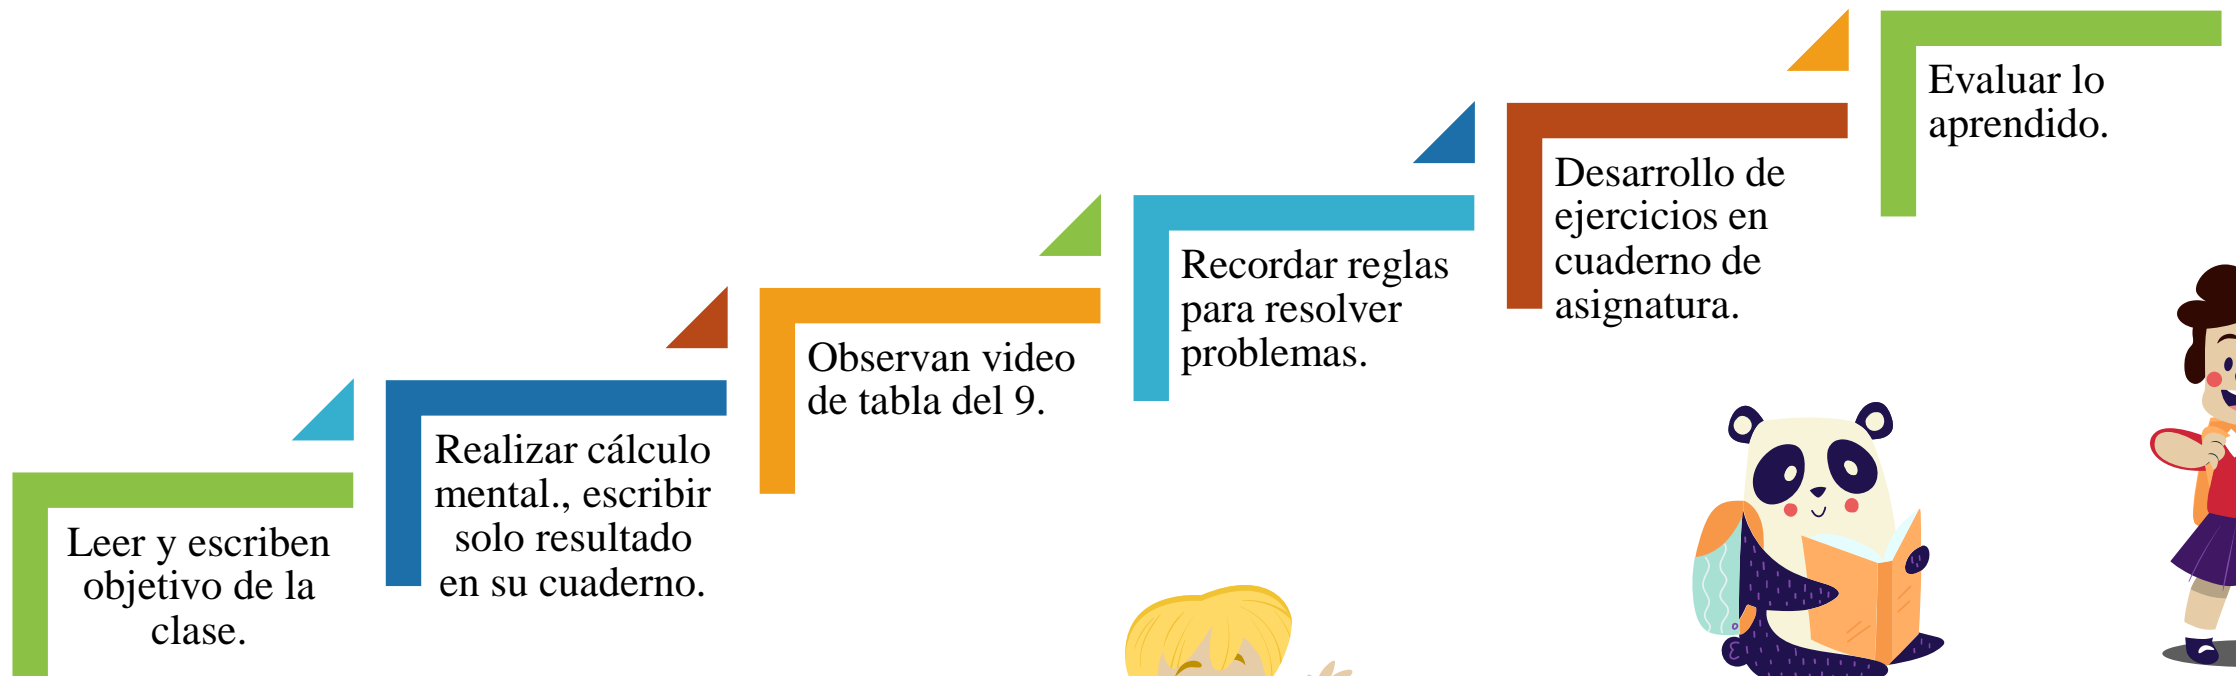 Leer y escriben
objetivo de la
clase.
Realizar cálculo
mental., escribir
solo resultado
en su cuaderno.
Observan video
de tabla del 9.
Recordar reglas
para resolver
problemas.
Desarrollo de
ejercicios en
cuaderno de
asignatura.
Evaluar lo
aprendido.